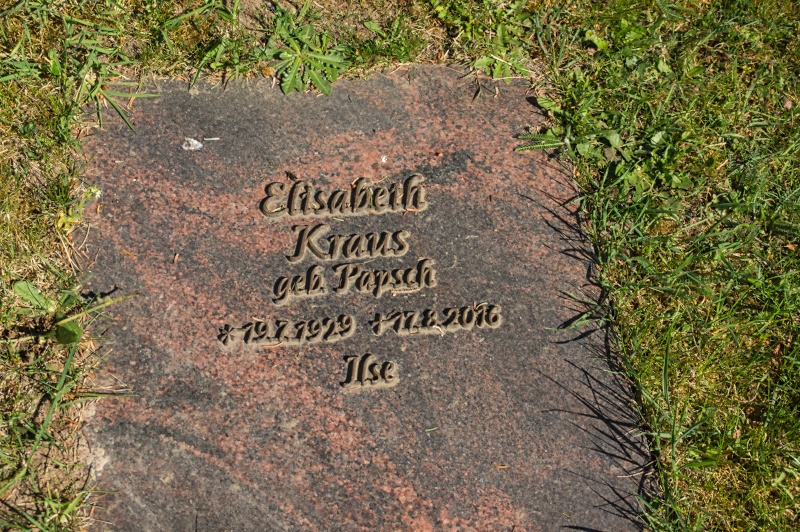 Elisabeth
Kraus
geb. Papsch
*19.7.1929 +17.8.2016
Ilse